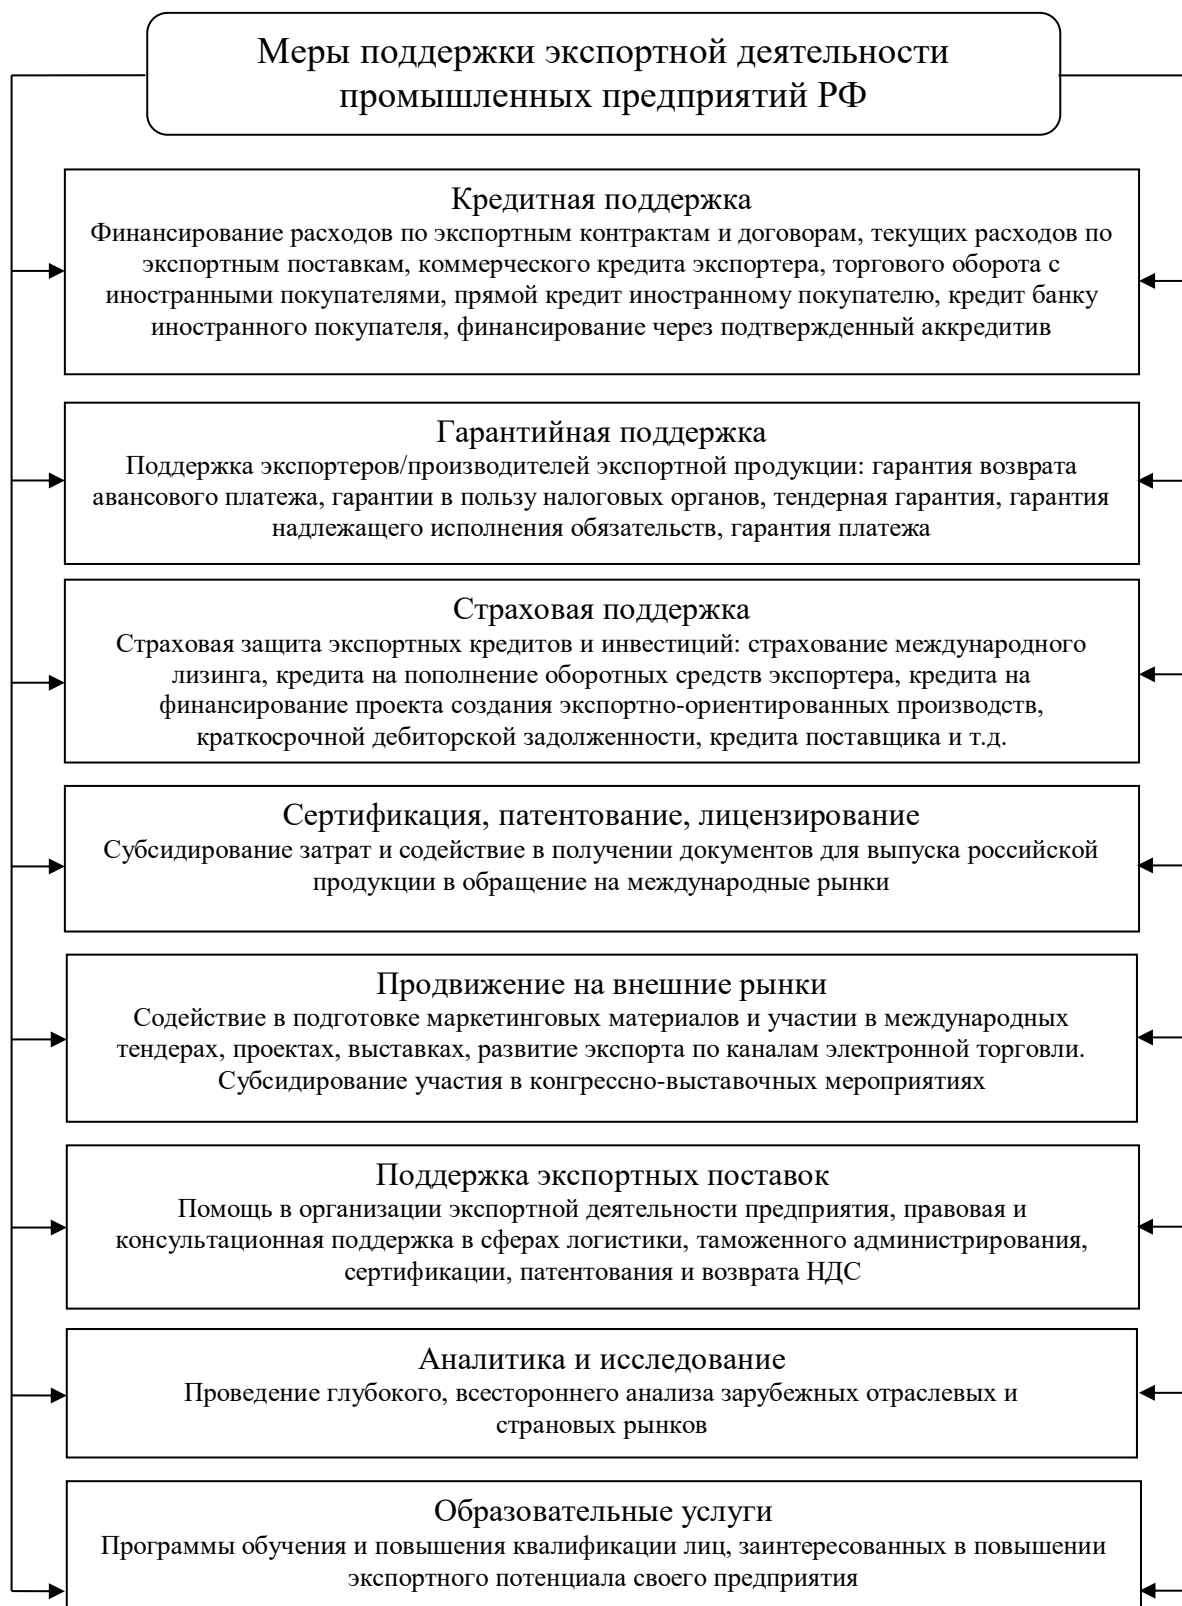 Меры поддержки экспортной деятельности
промышленных предприятий РФ
Кредитная поддержка
Финансирование расходов по экспортным контрактам и договорам, текущих расходов по
экспортным поставкам, коммерческого кредита экспортера, торгового оборота с
иностранными покупателями, прямой кредит иностранному покупателю, кредит банку
иностранного покупателя, финансирование через подтвержденный аккредитив
Гарантийная поддержка
Поддержка экспортеров/производителей экспортной продукции: гарантия возврата
авансового платежа, гарантии в пользу налоговых органов, тендерная гарантия, гарантия
надлежащего исполнения обязательств, гарантия платежа
Страховая поддержка
Страховая защита экспортных кредитов и инвестиций: страхование международного
лизинга, кредита на пополнение оборотных средств экспортера, кредита на
финансирование проекта создания экспортно-ориентированных производств,
краткосрочной дебиторской задолженности, кредита поставщика и т.д.
Сертификация, патентование, лицензирование
Субсидирование затрат и содействие в получении документов для выпуска российской
продукции в обращение на международные рынки
Продвижение на внешние рынки
Содействие в подготовке маркетинговых материалов и участии в международных
тендерах, проектах, выставках, развитие экспорта по каналам электронной торговли.
Субсидирование участия в конгрессно-выставочных мероприятиях
Поддержка экспортных поставок
Помощь в организации экспортной деятельности предприятия, правовая и
консультационная поддержка в сферах логистики, таможенного администрирования,
сертификации, патентования и возврата НДС
Аналитика и исследование
Проведение глубокого, всестороннего анализа зарубежных отраслевых и
страновых рынков
Образовательные услуги
Программы обучения и повышения квалификации лиц, заинтересованных в повышении
экспортного потенциала своего предприятия